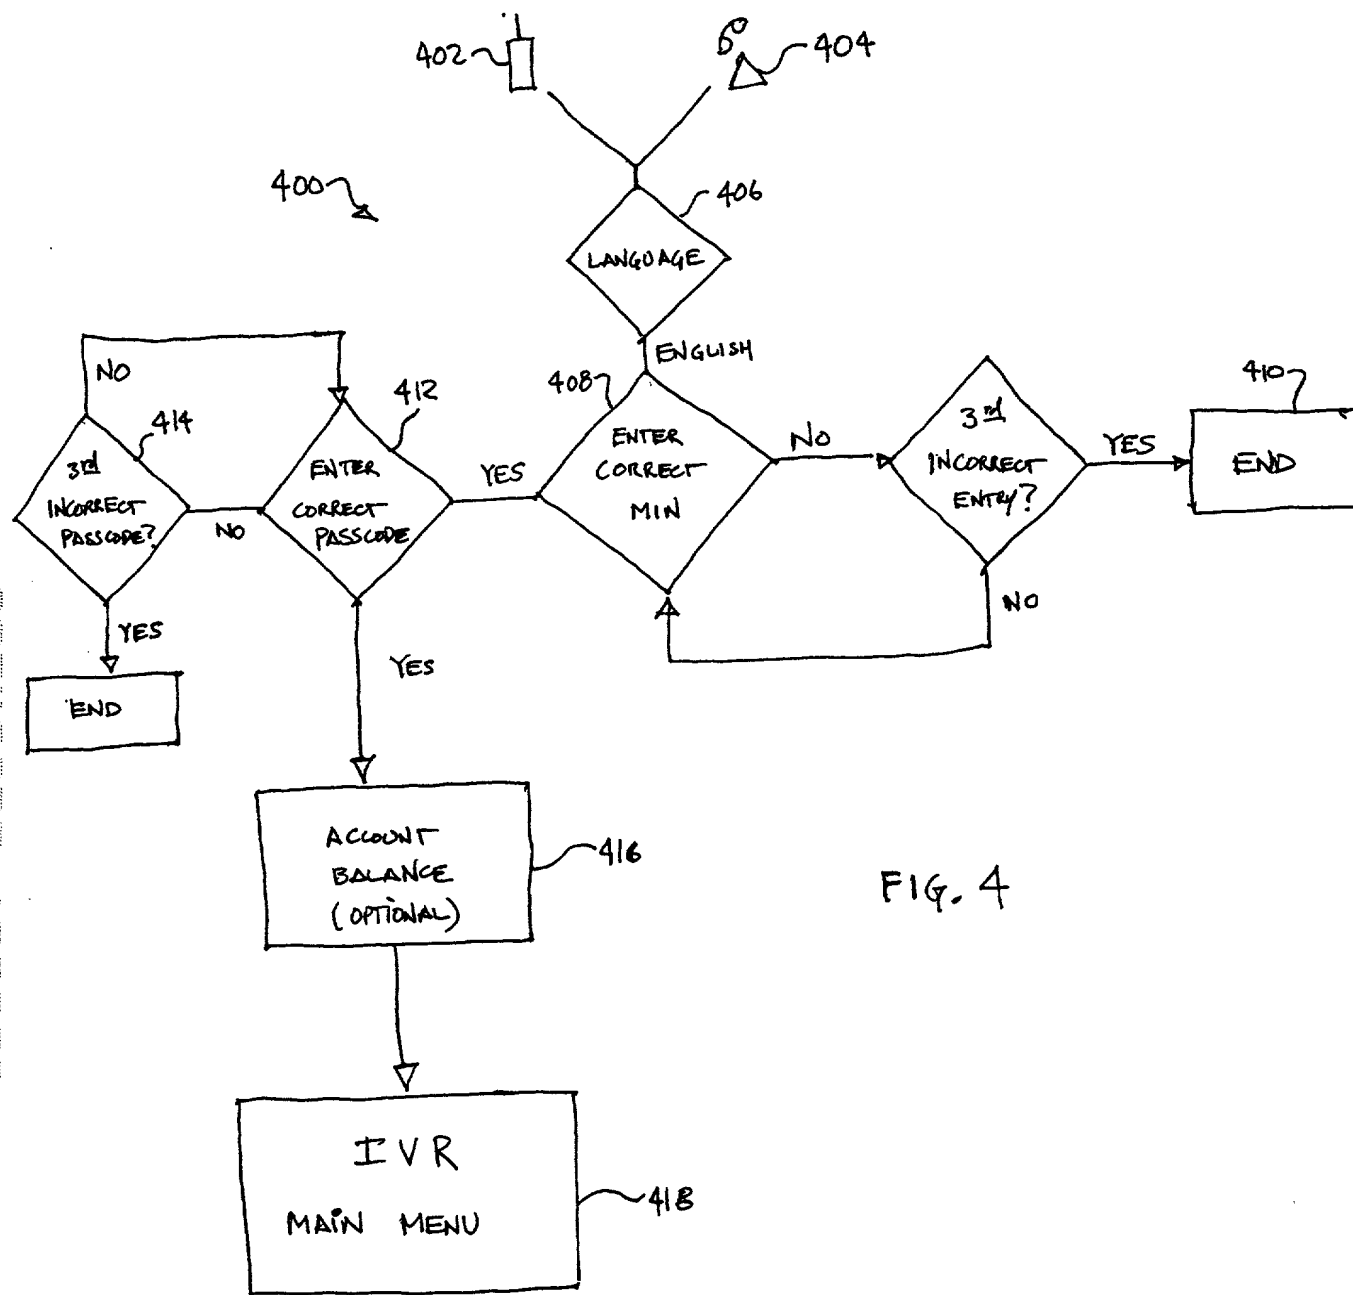 402
404
400
406
LANGUAGE
ENGLISH
408
ENTER
CORRECT
MIN
NO
3rd
INCORRECT
ENTRY?
YES
410
END
NO
YES
412
ENTER
CORRECT
PASSCODE
NO
414
3rd
INCORRECT
PASSCODE?
NO
YES
END
YES
ACCOUNT
BALANCE
(OPTIONAL)
416
IVR
MAIN MENU
418
FIG. 4